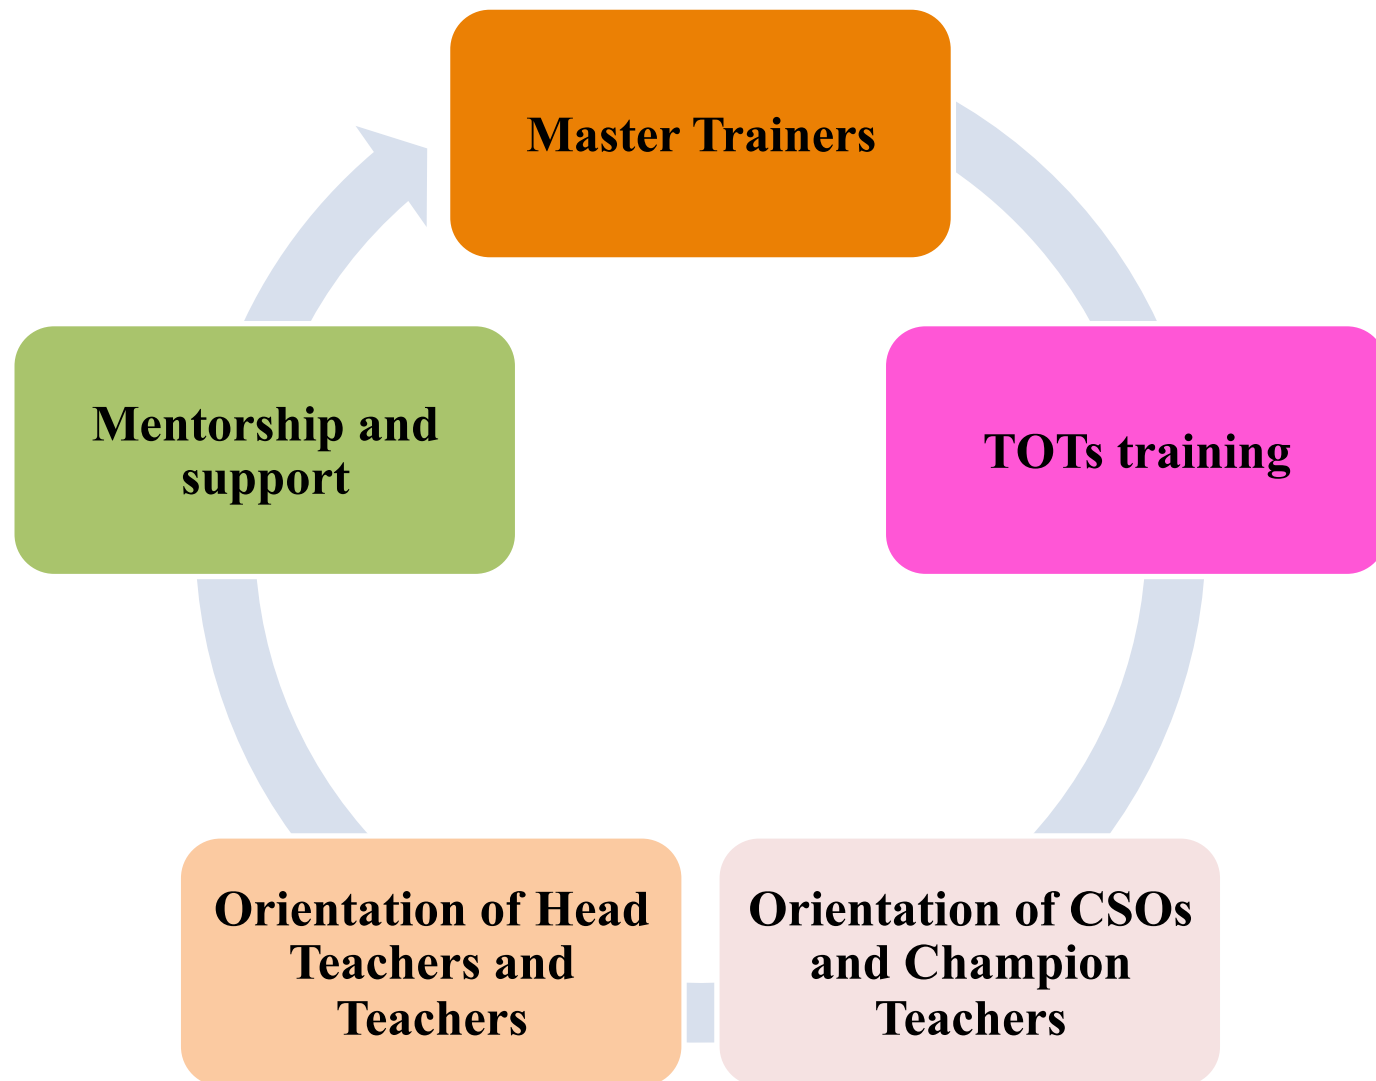 Master Trainers
TOTs training
Orientation of CSOs
and Champion
Teachers
Orientation of Head
Teachers and
Teachers
Mentorship and
support